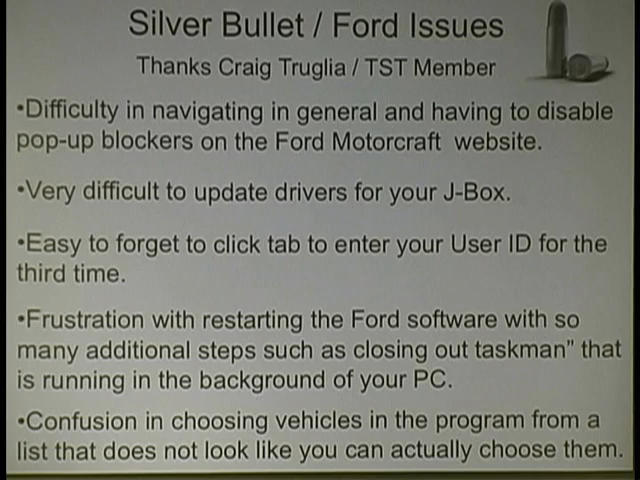 Silver Bullet / Ford Issues
Thanks Craig Truglia / TST Member
•Difficulty in navigating in general and having to disable
pop-up blockers on the Ford Motorcraft website.
•Very difficult to update drivers for your J-Box.
•Easy to forget to click tab to enter your User ID for the
third time.
•Frustration with restarting the Ford software with so
many additional steps such as closing out taskman" that
is running in the background of your PC.
•Confusion in choosing vehicles in the program from a
list that does not look like you can actually choose them.